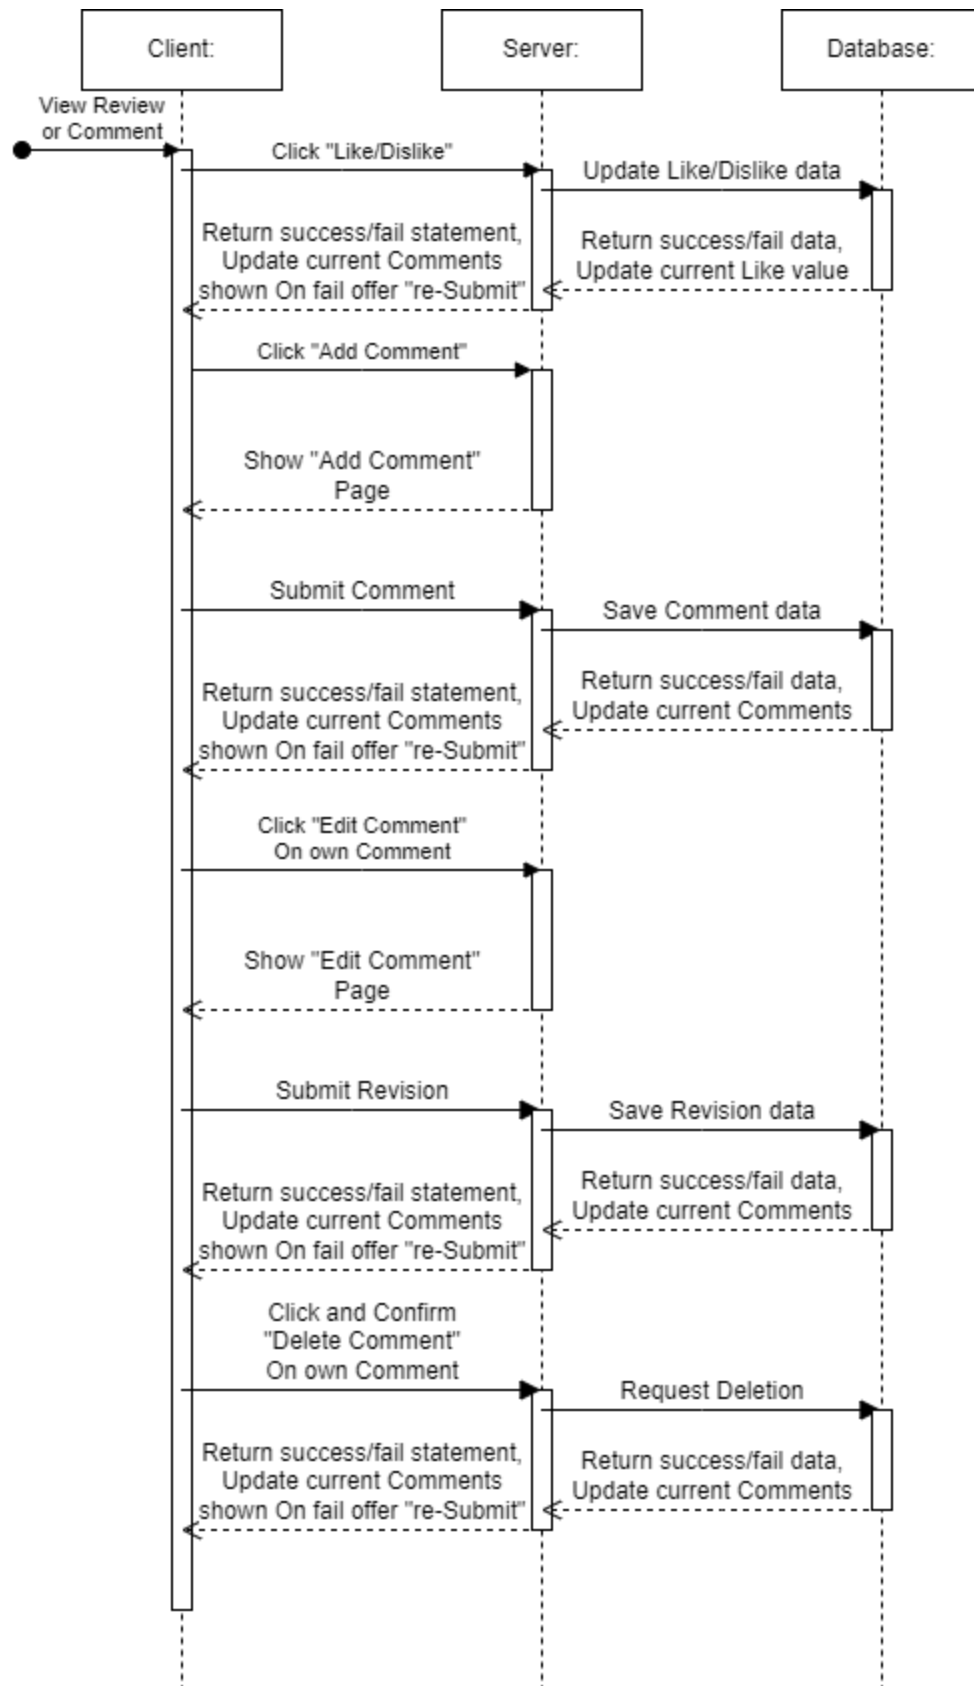 Client:
Server:
Database:
View Review
or Comment
Click "Like/Dislike"
Update Like/Dislike data
Return success/fail statement,
Update current Comments
shown On fail offer "re-Submit"
Return success/fail data,
Update current Like value
Click "Add Comment"
Show "Add Comment"
Page
Submit Comment
Save Comment data
Return success/fail statement,
Update current Comments
shown On fail offer "re-Submit"
Return success/fail data,
Update current Comments
Click "Edit Comment"
On own Comment
Show "Edit Comment"
Page
Submit Revision
Save Revision data
Return success/fail statement,
Update current Comments
shown On fail offer "re-Submit"
Return success/fail data,
Update current Comments
Click and Confirm
"Delete Comment"
On own Comment
Request Deletion
Return success/fail statement,
Update current Comments
shown On fail offer "re-Submit"
Return success/fail data,
Update current Comments